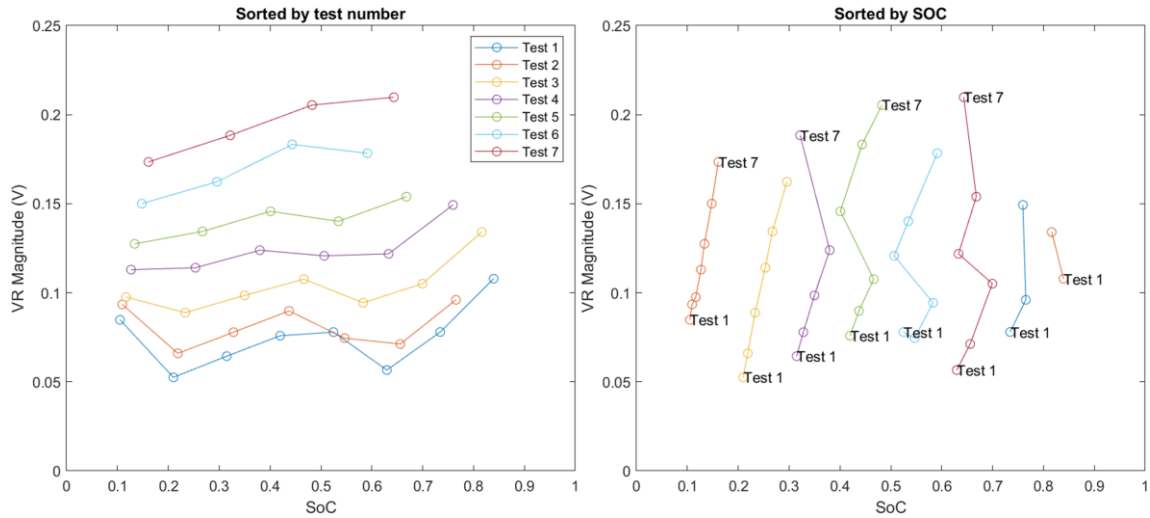 Sorted by test number
0.25
0.2
0.15
0.1
0.05
0
VR Magnitude (V)
0 0.1 0.2 0.3 0.4 0.5 0.6 0.7 0.8 0.9 1
SoC
Test 1
Test 2
Test 3
Test 4
Test 5
Test 6
Test 7
Sorted by SOC
0.25
0.2
0.15
0.1
0.05
0
VR Magnitude (V)
Test 7
Test 7
Test 7
Test 7
Test 1
Test 1
Test 1
Test 1
Test 1
Test 1
Test 1
Test 1
0 0.1 0.2 0.3 0.4 0.5 0.6 0.7 0.8 0.9 1
SoC